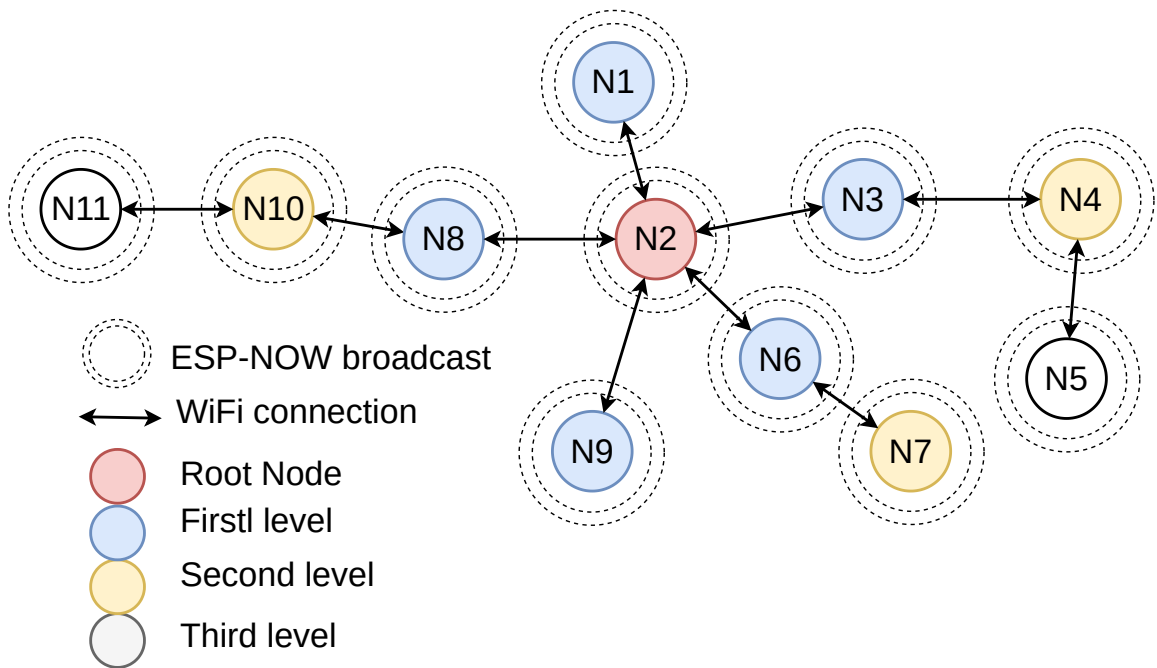 N1
N11
N10
N8
N2
N3
N4
N6
N5
N9
N7
ESP-NOW broadcast
WiFi connection
Root Node
Firstl level
Second level
Third level